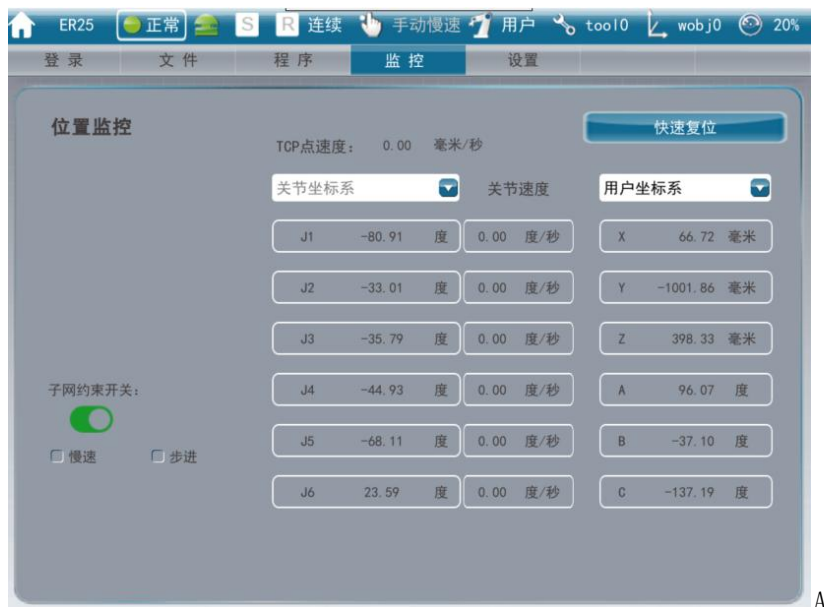 ER25 正常 S R 连续 手动慢速 用户 tool0 wobj0 20%
登录 文件 程序 监控 设置
位置监控 快速复位
TCP点速度： 0.00 毫米/秒
关节坐标系 关节速度 用户坐标系
J1 -80.91 度 0.00 度/秒 X 66.72 毫米
J2 -33.01 度 0.00 度/秒 Y -1001.86 毫米
J3 -35.79 度 0.00 度/秒 Z 398.33 毫米
子网约束开关： J4 -44.93 度 0.00 度/秒 A 96.07 度
J5 -68.11 度 0.00 度/秒 B -37.10 度
慢速 步进
J6 23.59 度 0.00 度/秒 C -137.19 度
A